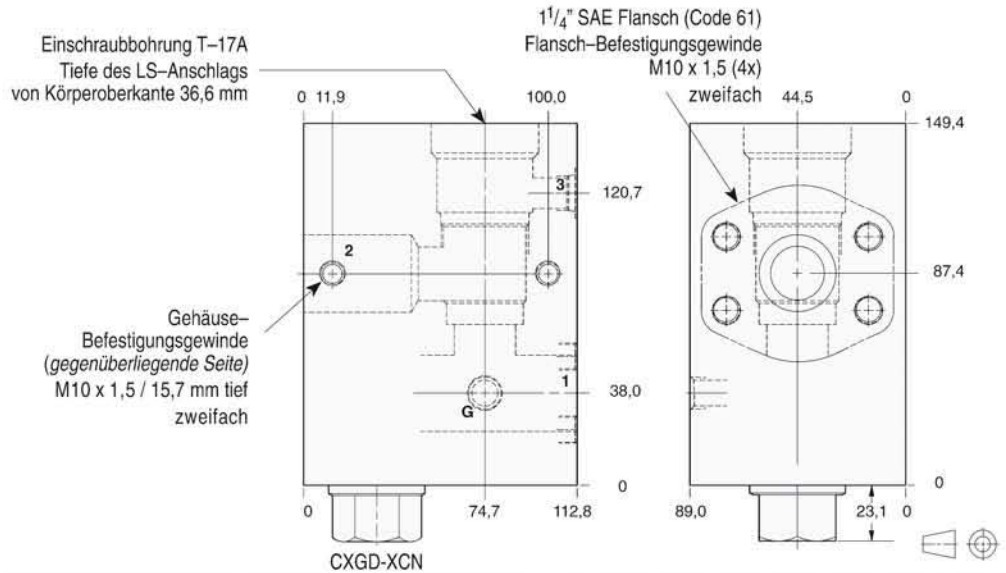 Einschraubbohrung T–17A
Tiefe des LS–Anschlags
von Körperoberkante 36,6 mm
1 1/4" SAE Flansch (Code 61)
Flansch–Befestigungsgewinde
M10 x 1,5 (4x)
zweifach
0 11,9 100,0
44,5 0
149,4
3
120,7
2
87,4
Gehäuse–
Befestigungsgewinde
(gegenüberliegende Seite)
M10 x 1,5 / 15,7 mm tief
zweifach
1
38,0
G
0
0
0 74,7 112,8
89,0 23,1 0
CXGD-XCN